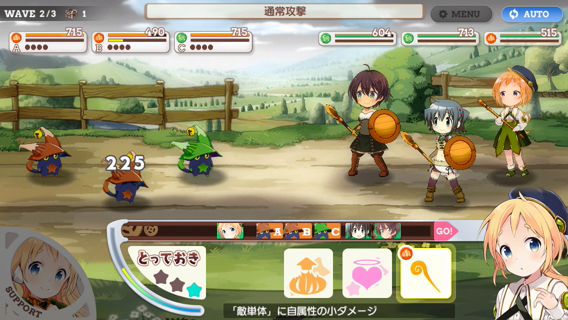 WAVE 2/3 1
通常攻撃
MENU
AUTO
715
A
490
B
715
C
604
713
515
225
A B C GO!
とっておき
SUPPORT
「敵単体」に自属性の小ダメージ